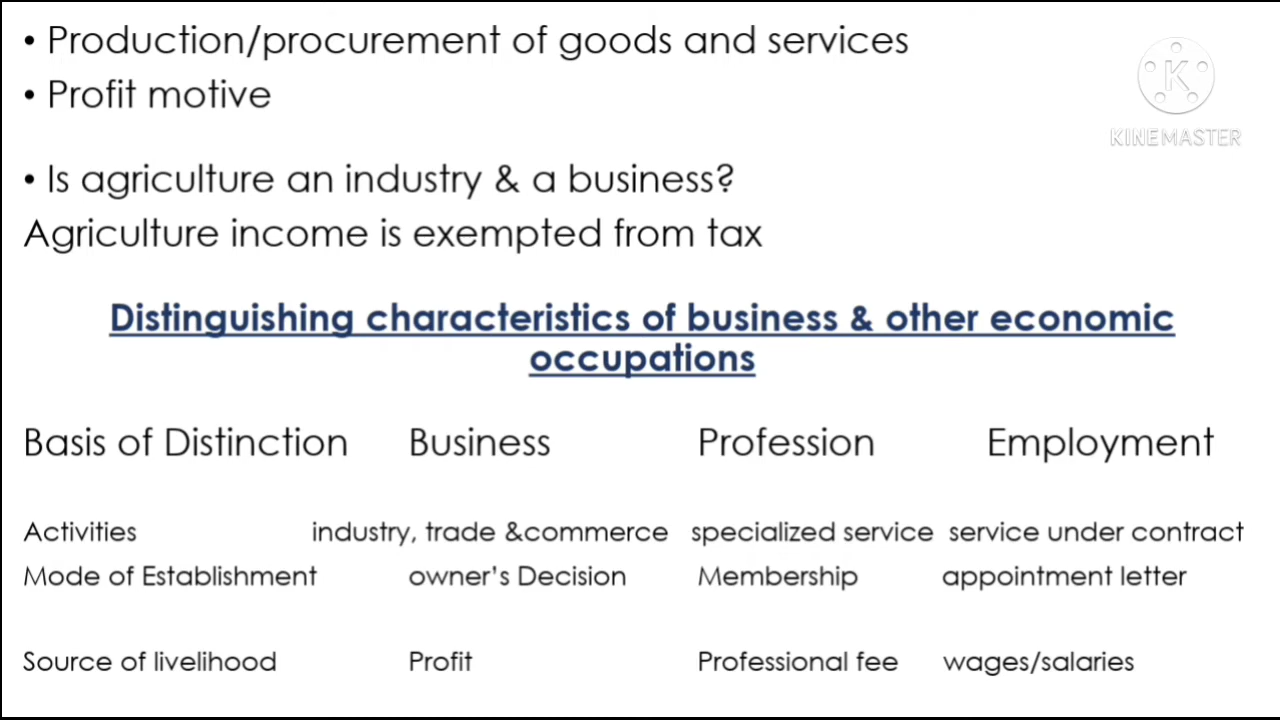 • Production/procurement of goods and services
• Profit motive
KINEMASTER
• Is agriculture an industry & a business?
Agriculture income is exempted from tax
Distinguishing characteristics of business & other economic
occupations
Basis of Distinction Business Profession Employment
Activities industry, trade &commerce specialized service service under contract
Mode of Establishment owner's Decision Membership appointment letter
Source of livelihood Profit Professional fee wages/salaries